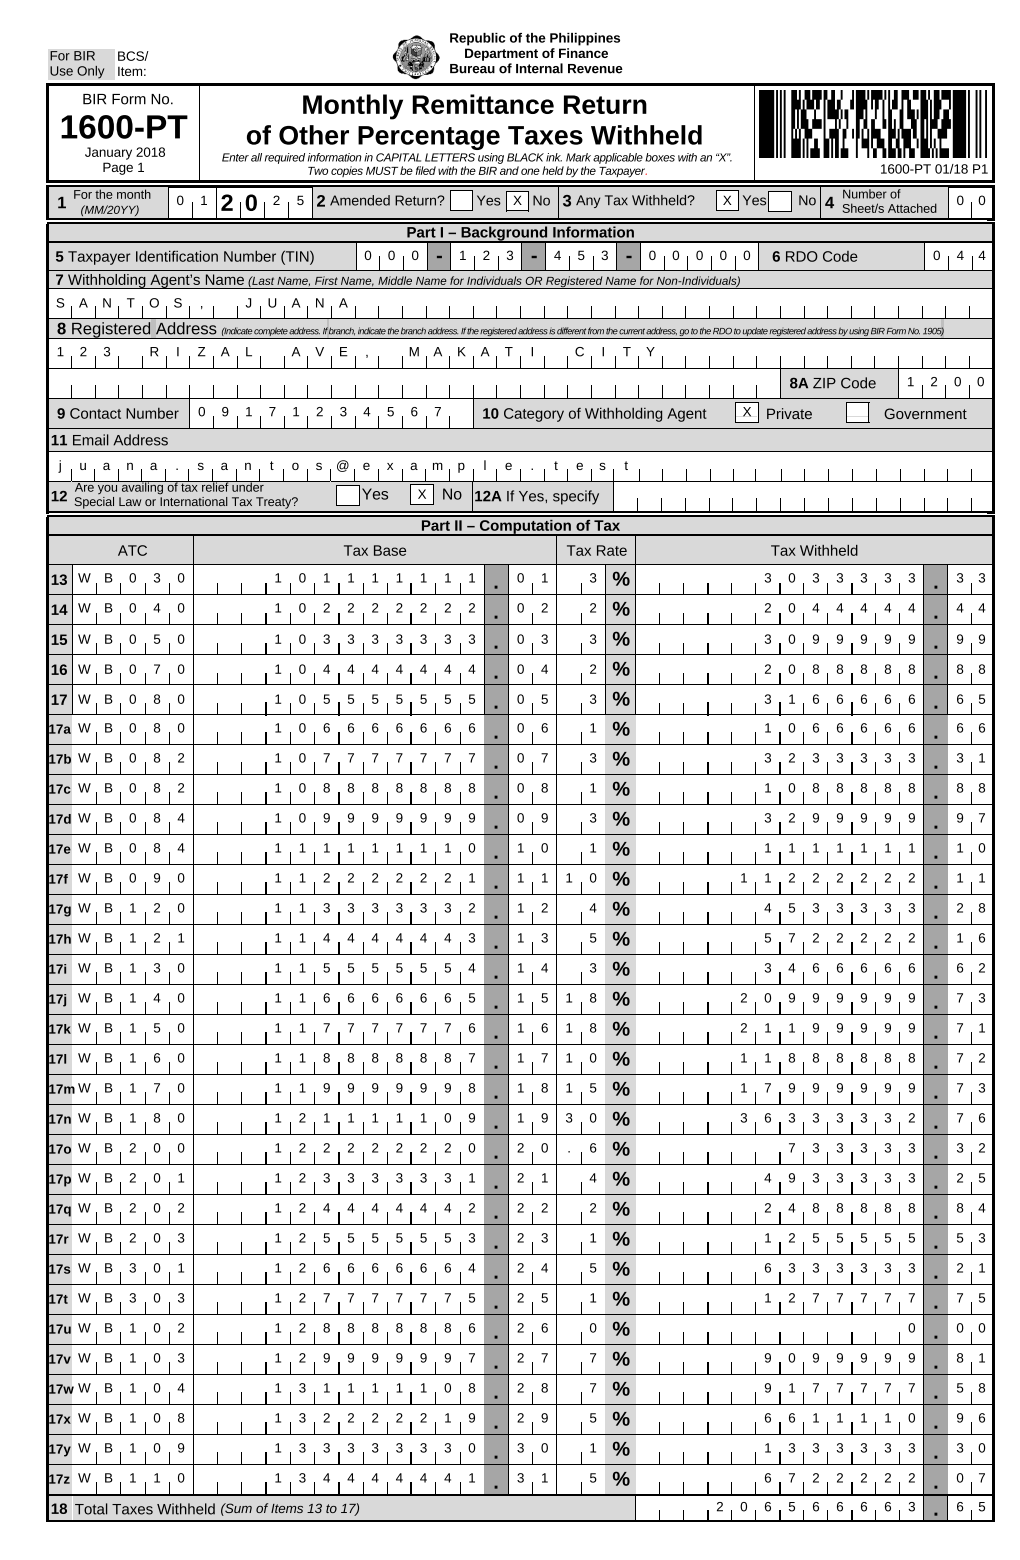 For BIR Use Only BCS/ Item:
Republic of the Philippines
Department of Finance
Bureau of Internal Revenue
BIR Form No.
1600-PT
January 2018
Page 1
Monthly Remittance Return
of Other Percentage Taxes Withheld
Enter all required information in CAPITAL LETTERS using BLACK ink. Mark applicable boxes with an “X”.
Two copies MUST be filed with the BIR and one held by the Taxpayer.
1600-PT 01/18 P1
1 For the month (MM/20YY) 0 1 2 0 2 5 2 Amended Return? Yes X No 3 Any Tax Withheld? X Yes No 4 Number of Sheet/s Attached 0 0
Part I – Background Information
5 Taxpayer Identification Number (TIN) 0 0 0 - 1 2 3 - 4 5 3 - 0 0 0 0 0 6 RDO Code 0 4 4
7 Withholding Agent’s Name (Last Name, First Name, Middle Name for Individuals OR Registered Name for Non-Individuals)
S A N T O S , J U A N A
8 Registered Address (Indicate complete address. If branch, indicate the branch address. If the registered address is different from the current address, go to the RDO to update registered address by using BIR Form No. 1905)
1 2 3 R I Z A L A V E , M A K A T I C I T Y
8A ZIP Code 1 2 0 0
9 Contact Number 0 9 1 7 1 2 3 4 5 6 7 10 Category of Withholding Agent X Private Government
11 Email Address
j u a n a . s a n t o s @ e x a m p l e . t e s t
12 Are you availing of tax relief under Special Law or International Tax Treaty? Yes X No 12A If Yes, specify
Part II – Computation of Tax
ATC Tax Base Tax Rate Tax Withheld
13 W B 0 3 0 1 0 1 1 1 1 1 1 1 . 0 1 3 % 3 0 3 3 3 3 3 . 3 3
14 W B 0 4 0 1 0 2 2 2 2 2 2 2 . 0 2 2 % 2 0 4 4 4 4 4 . 4 4
15 W B 0 5 0 1 0 3 3 3 3 3 3 3 . 0 3 3 % 3 0 9 9 9 9 9 . 9 9
16 W B 0 7 0 1 0 4 4 4 4 4 4 4 . 0 4 2 % 2 0 8 8 8 8 8 . 8 8
17 W B 0 8 0 1 0 5 5 5 5 5 5 5 . 0 5 3 % 3 1 6 6 6 6 6 . 6 5
17a W B 0 8 0 1 0 6 6 6 6 6 6 6 . 0 6 1 % 1 0 6 6 6 6 6 . 6 6
17b W B 0 8 2 1 0 7 7 7 7 7 7 7 . 0 7 3 % 3 2 3 3 3 3 3 . 3 1
17c W B 0 8 2 1 0 8 8 8 8 8 8 8 . 0 8 1 % 1 0 8 8 8 8 8 . 8 8
17d W B 0 8 4 1 0 9 9 9 9 9 9 9 . 0 9 3 % 3 2 9 9 9 9 9 . 9 7
17e W B 0 8 4 1 1 1 1 1 1 1 1 0 . 1 0 1 % 1 1 1 1 1 1 1 . 1 0
17f W B 0 9 0 1 1 2 2 2 2 2 2 1 . 1 1 1 0 % 1 1 2 2 2 2 2 2 . 1 1
17g W B 1 2 0 1 1 3 3 3 3 3 3 2 . 1 2 4 % 4 5 3 3 3 3 3 . 2 8
17h W B 1 2 1 1 1 4 4 4 4 4 4 3 . 1 3 5 % 5 7 2 2 2 2 2 . 1 6
17i W B 1 3 0 1 1 5 5 5 5 5 5 4 . 1 4 3 % 3 4 6 6 6 6 6 . 6 2
17j W B 1 4 0 1 1 6 6 6 6 6 6 5 . 1 5 1 8 % 2 0 9 9 9 9 9 9 . 7 3
17k W B 1 5 0 1 1 7 7 7 7 7 7 6 . 1 6 1 8 % 2 1 1 9 9 9 9 9 . 7 1
17l W B 1 6 0 1 1 8 8 8 8 8 8 7 . 1 7 1 0 % 1 1 8 8 8 8 8 8 . 7 2
17m W B 1 7 0 1 1 9 9 9 9 9 9 8 . 1 8 1 5 % 1 7 9 9 9 9 9 9 . 7 3
17n W B 1 8 0 1 2 1 1 1 1 1 0 9 . 1 9 3 0 % 3 6 3 3 3 3 3 2 . 7 6
17o W B 2 0 0 1 2 2 2 2 2 2 2 0 . 2 0 . 6 % 7 3 3 3 3 3 . 3 2
17p W B 2 0 1 1 2 3 3 3 3 3 3 1 . 2 1 4 % 4 9 3 3 3 3 3 . 2 5
17q W B 2 0 2 1 2 4 4 4 4 4 4 2 . 2 2 2 % 2 4 8 8 8 8 8 . 8 4
17r W B 2 0 3 1 2 5 5 5 5 5 5 3 . 2 3 1 % 1 2 5 5 5 5 5 . 5 3
17s W B 3 0 1 1 2 6 6 6 6 6 6 4 . 2 4 5 % 6 3 3 3 3 3 3 . 2 1
17t W B 3 0 3 1 2 7 7 7 7 7 7 5 . 2 5 1 % 1 2 7 7 7 7 7 . 7 5
17u W B 1 0 2 1 2 8 8 8 8 8 8 6 . 2 6 0 % 0 . 0 0
17v W B 1 0 3 1 2 9 9 9 9 9 9 7 . 2 7 7 % 9 0 9 9 9 9 9 . 8 1
17w W B 1 0 4 1 3 1 1 1 1 1 0 8 . 2 8 7 % 9 1 7 7 7 7 7 . 5 8
17x W B 1 0 8 1 3 2 2 2 2 2 1 9 . 2 9 5 % 6 6 1 1 1 1 0 . 9 6
17y W B 1 0 9 1 3 3 3 3 3 3 3 0 . 3 0 1 % 1 3 3 3 3 3 3 . 3 0
17z W B 1 1 0 1 3 4 4 4 4 4 4 1 . 3 1 5 % 6 7 2 2 2 2 2 . 0 7
18 Total Taxes Withheld (Sum of Items 13 to 17) 2 0 6 5 6 6 6 6 3 . 6 5